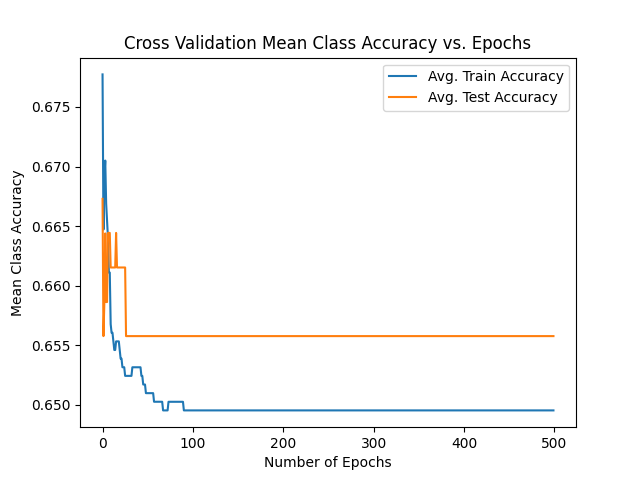 Cross Validation Mean Class Accuracy vs. Epochs
Avg. Train Accuracy
Avg. Test Accuracy
Mean Class Accuracy
0.675
0.670
0.665
0.660
0.655
0.650
0 100 200 300 400 500
Number of Epochs